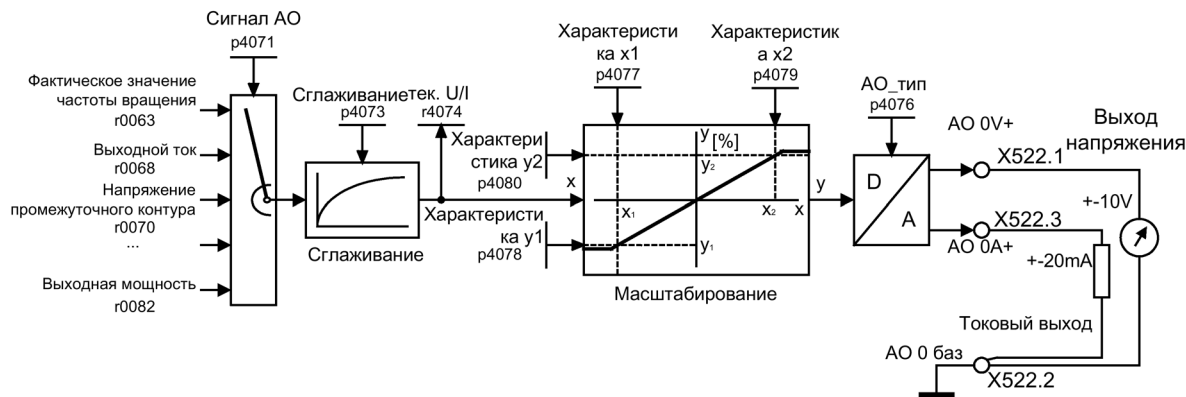 Сигнал АО
p4071
Фактическое значение
частоты вращения
r0063
Выходной ток
r0068
Напряжение
промежуточного контура
r0070
...
Выходная мощность
r0082
Сглаживание
p4073
тек. U/I
r4074
Сглаживание
Характери
стика y2
p4080
x
Характеристи
ка y1
p4078
Характеристи
ка x1
p4077
Характеристик
а x2
p4079
y
[%]
y2
x1
x2
x
y1
Масштабирование
y
АО_тип
p4076
D
A
АО 0V+
X522.1
X522.3
АО 0A+
Выход
напряжения
+-10V
+-20mA
Токовый выход
АО 0 баз
X522.2